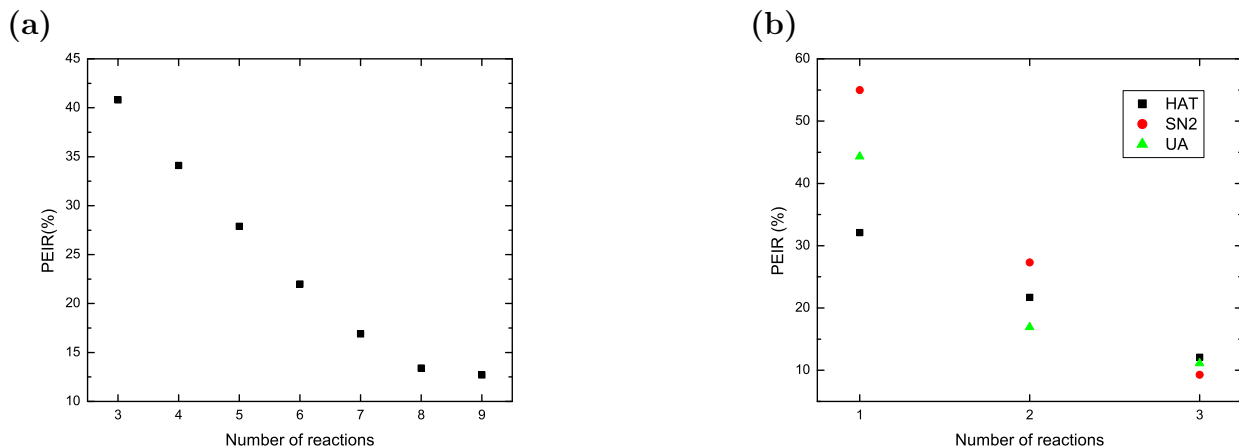 (a)
45
40
35
30
25
20
15
10
PEIR(%)
3 4 5 6 7 8 9
Number of reactions
(b)
60
50
40
30
20
10
PEIR (%)
HAT
SN2
UA
1 2 3
Number of reactions